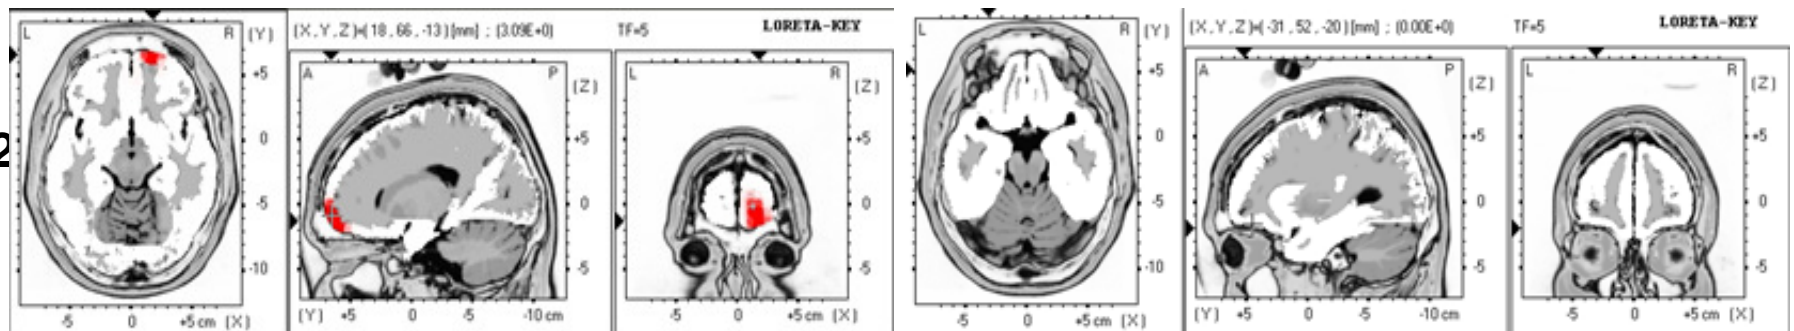 2
(X, Y, Z)=( 18 , 66 , -13 ) [mm] ; (3.09E+0) TF=5 LORETA-KEY
L R (Y)
+5
0
-5
-10
-5 0 +5 cm (X)
A P (Z)
+5
0
-5
(Y) +5 0 -5 -10 cm
L R (Z)
+5
0
-5
-5 0 +5 cm (X)
(X, Y, Z)=( -31 , 52 , -20 ) [mm] ; (0.00E+0) TF=5 LORETA-KEY
L R (Y)
+5
0
-5
-10
-5 0 +5 cm (X)
A P (Z)
+5
0
-5
(Y) +5 0 -5 -10 cm
L R (Z)
+5
0
-5
-5 0 +5 cm (X)